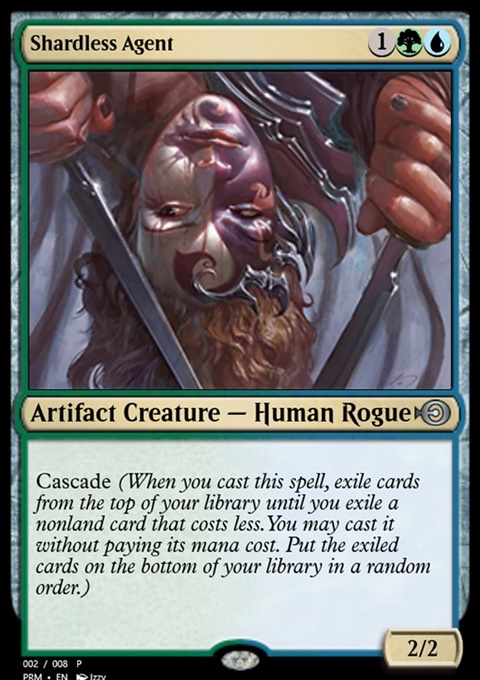 Shardless Agent 1
Artifact Creature — Human Rogue
Cascade (When you cast this spell, exile cards
from the top of your library until you exile a
nonland card that costs less.You may cast it
without paying its mana cost. Put the exiled
cards on the bottom of your library in a random
order.)
2/2
002 / 008 P
PRM • EN Izzy